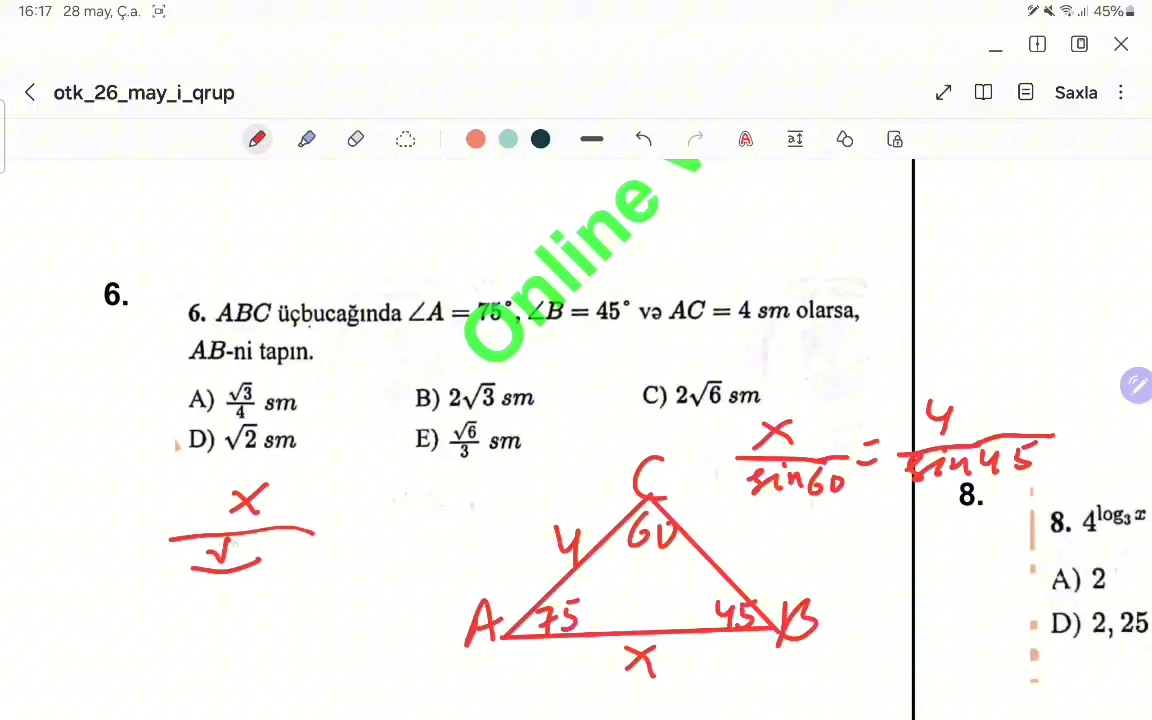 16:17 28 may, Ç.a. 45%
otk_26_may_i_qrup
Saxla
Online
6.
6. ABC üçbucağında ∠A = 75°, ∠B = 45° və AC = 4 sm olarsa,
AB-ni tapın.
A) √3/4 sm B) 2√3 sm C) 2√6 sm
D) √2 sm E) √6/3 sm
x/sin60 = 4/sin45
x/√
C
60
4
A 75 45 B
x
8.
8. 4^log₃ x
A) 2
D) 2, 25